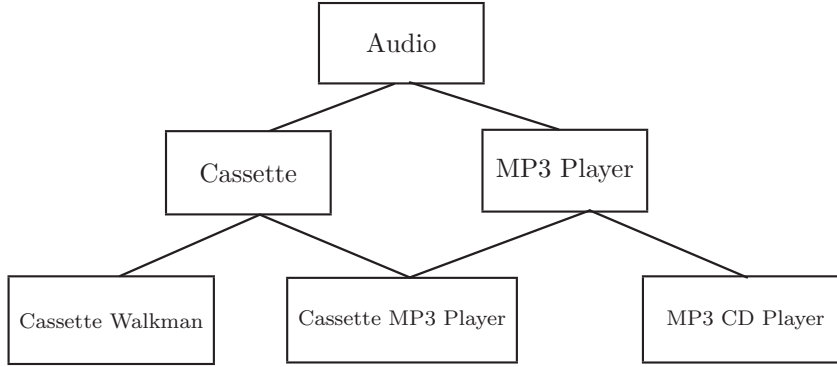 Audio
Cassette
MP3 Player
Cassette Walkman
Cassette MP3 Player
MP3 CD Player